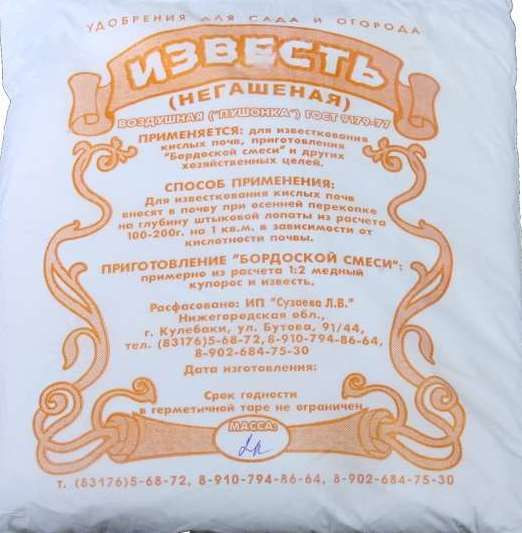 УДОБРЕНИЯ ДЛЯ САДА И ОГОРОДА
ИЗВЕСТЬ
(НЕГАШЕНАЯ)
ВОЗДУШНАЯ ("ПУШОНКА") ГОСТ 9179-77
ПРИМЕНЯЕТСЯ: для известкования
кислых почв, приготовления
"Бордоской смеси" и других
хозяйственных целей.
СПОСОБ ПРИМЕНЕНИЯ:
Для известкования кислых почв
внесят в почву при осенней перекопке
на глубину штыковой лопаты из расчета
100-200г. на 1 кв.м. в зависимости от
кислотности почвы.
ПРИГОТОВЛЕНИЕ "БОРДОСКОЙ СМЕСИ":
примерно из расчета 1:2 медный
купорос и известь.
Расфасовано: ИП "Сузаева Л.В."
Нижегородская обл.,
г. Кулебаки, ул. Бутова, 91/44,
тел. (83176)5-68-72, 8-910-794-86-64,
8-902-684-75-30
Дата изготовления:
Срок годности
в герметичной таре не ограничен.
МАССА:
т. (83176)5-68-72, 8-910-794-86-64, 8-902-684-75-30